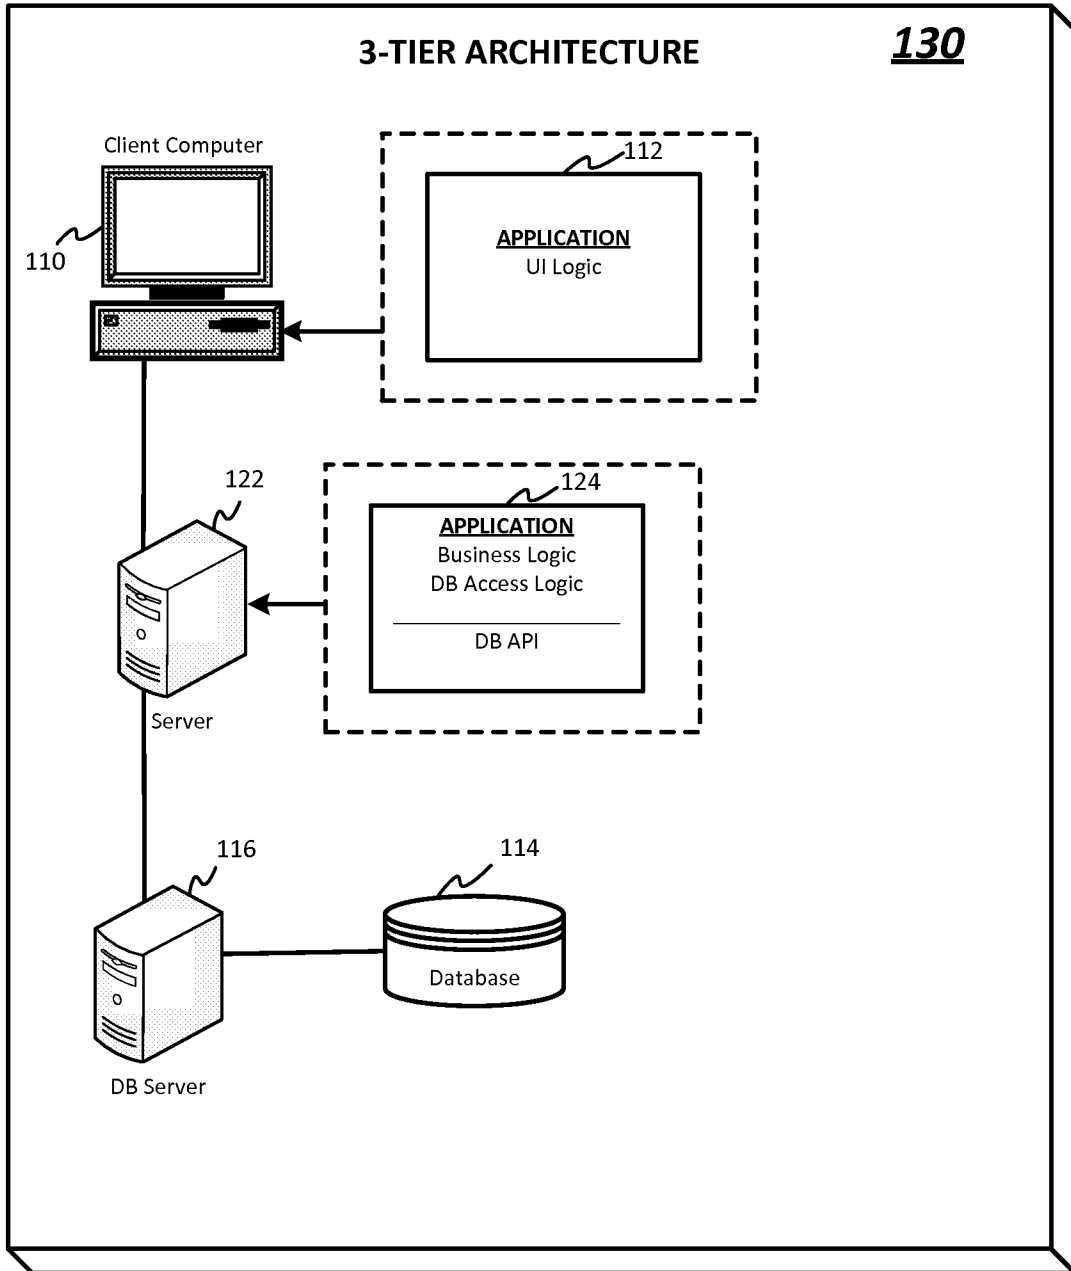 3-TIER ARCHITECTURE
130
Client Computer
112
110
APPLICATION
UI Logic
122
124
APPLICATION
Business Logic
DB Access Logic
DB API
Server
116
114
Database
DB Server